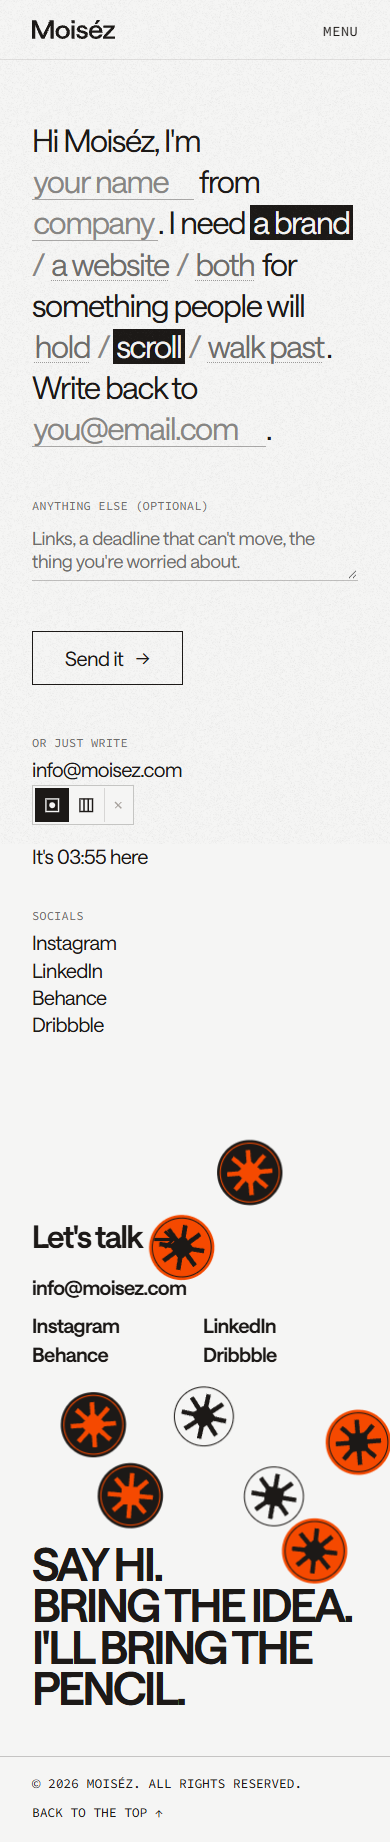 Moiséz
MENU
Hi Moiséz, I'm
your name from
company. I need a brand
/ a website / both for
something people will
hold / scroll / walk past.
Write back to
you@email.com.
ANYTHING ELSE (OPTIONAL)
Links, a deadline that can't move, the
thing you're worried about.
Send it →
OR JUST WRITE
info@moisez.com
×
It's 03:55 here
SOCIALS
Instagram
LinkedIn
Behance
Dribbble
Let's talk →
info@moisez.com
Instagram LinkedIn
Behance Dribbble
SAY HI.
BRING THE IDEA.
I'LL BRING THE
PENCIL.
© 2026 MOISÉZ. ALL RIGHTS RESERVED.
BACK TO THE TOP ↑